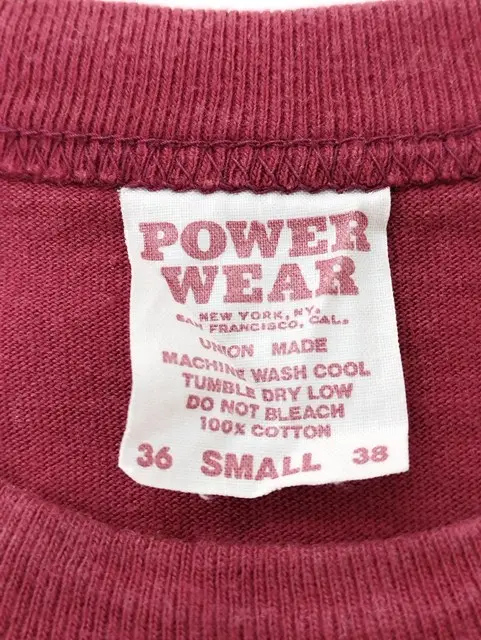 POWER
WEAR
NEW YORK, NY.
SAN FRANCISCO, CAL.
UNION MADE
MACHINE WASH COOL
TUMBLE DRY LOW
DO NOT BLEACH
100% COTTON
36 SMALL 38